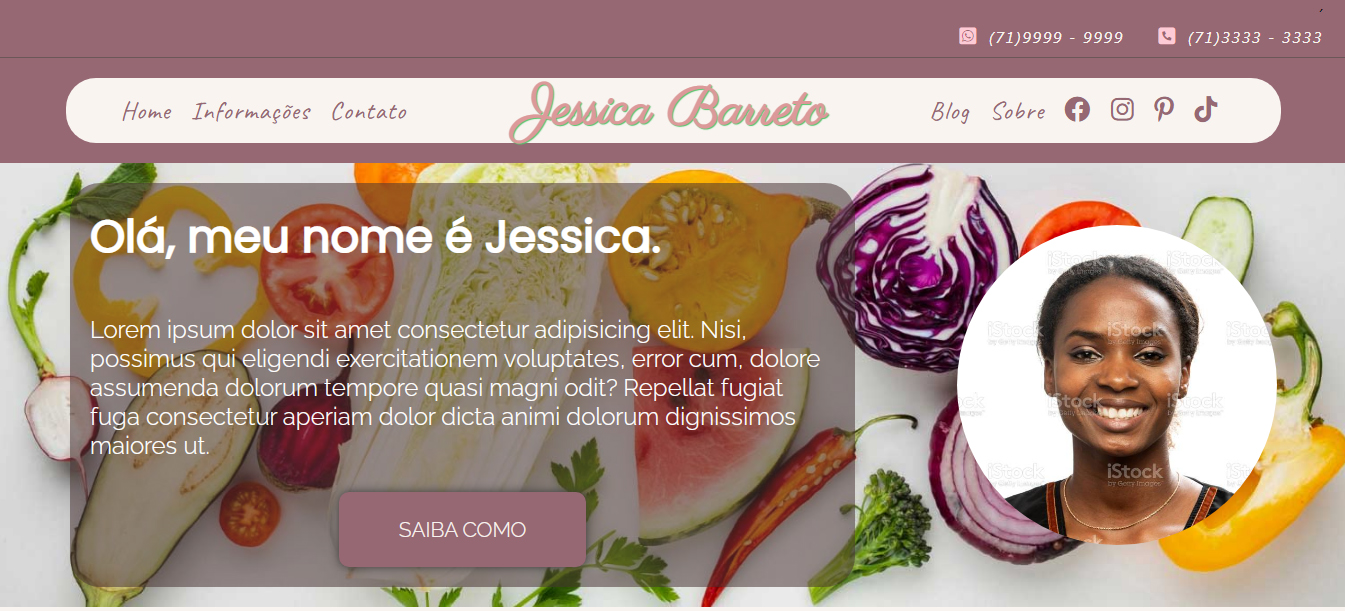 (71)9999 - 9999 (71)3333 - 3333
Home Informações Contato Jessica Barreto Blog Sobre
Olá, meu nome é Jessica.
Lorem ipsum dolor sit amet consectetur adipisicing elit. Nisi,
possimus qui eligendi exercitationem voluptates, error cum, dolore
assumenda dolorum tempore quasi magni odit? Repellat fugiat
fuga consectetur aperiam dolor dicta animi dolorum dignissimos
maiores ut.
SAIBA COMO
iStock
by Getty Images